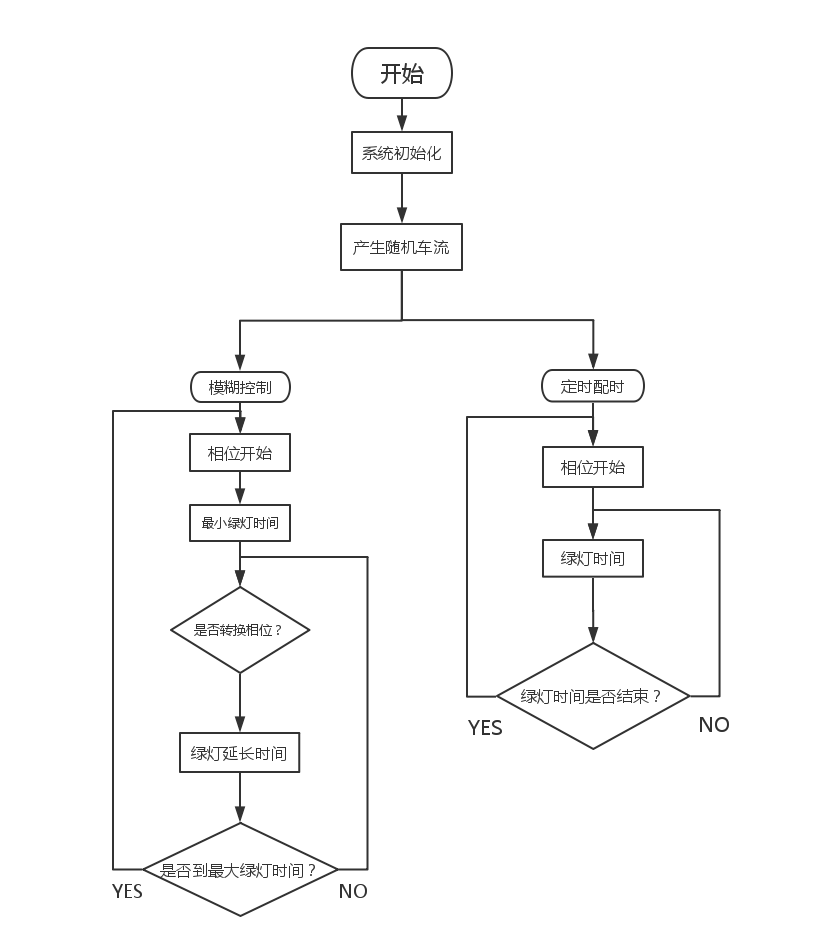 开始
系统初始化
产生随机车流
模糊控制
相位开始
最小绿灯时间
是否转换相位？
绿灯延长时间
是否到最大绿灯时间？
YES
NO
定时配时
相位开始
绿灯时间
绿灯时间是否结束？
YES
NO